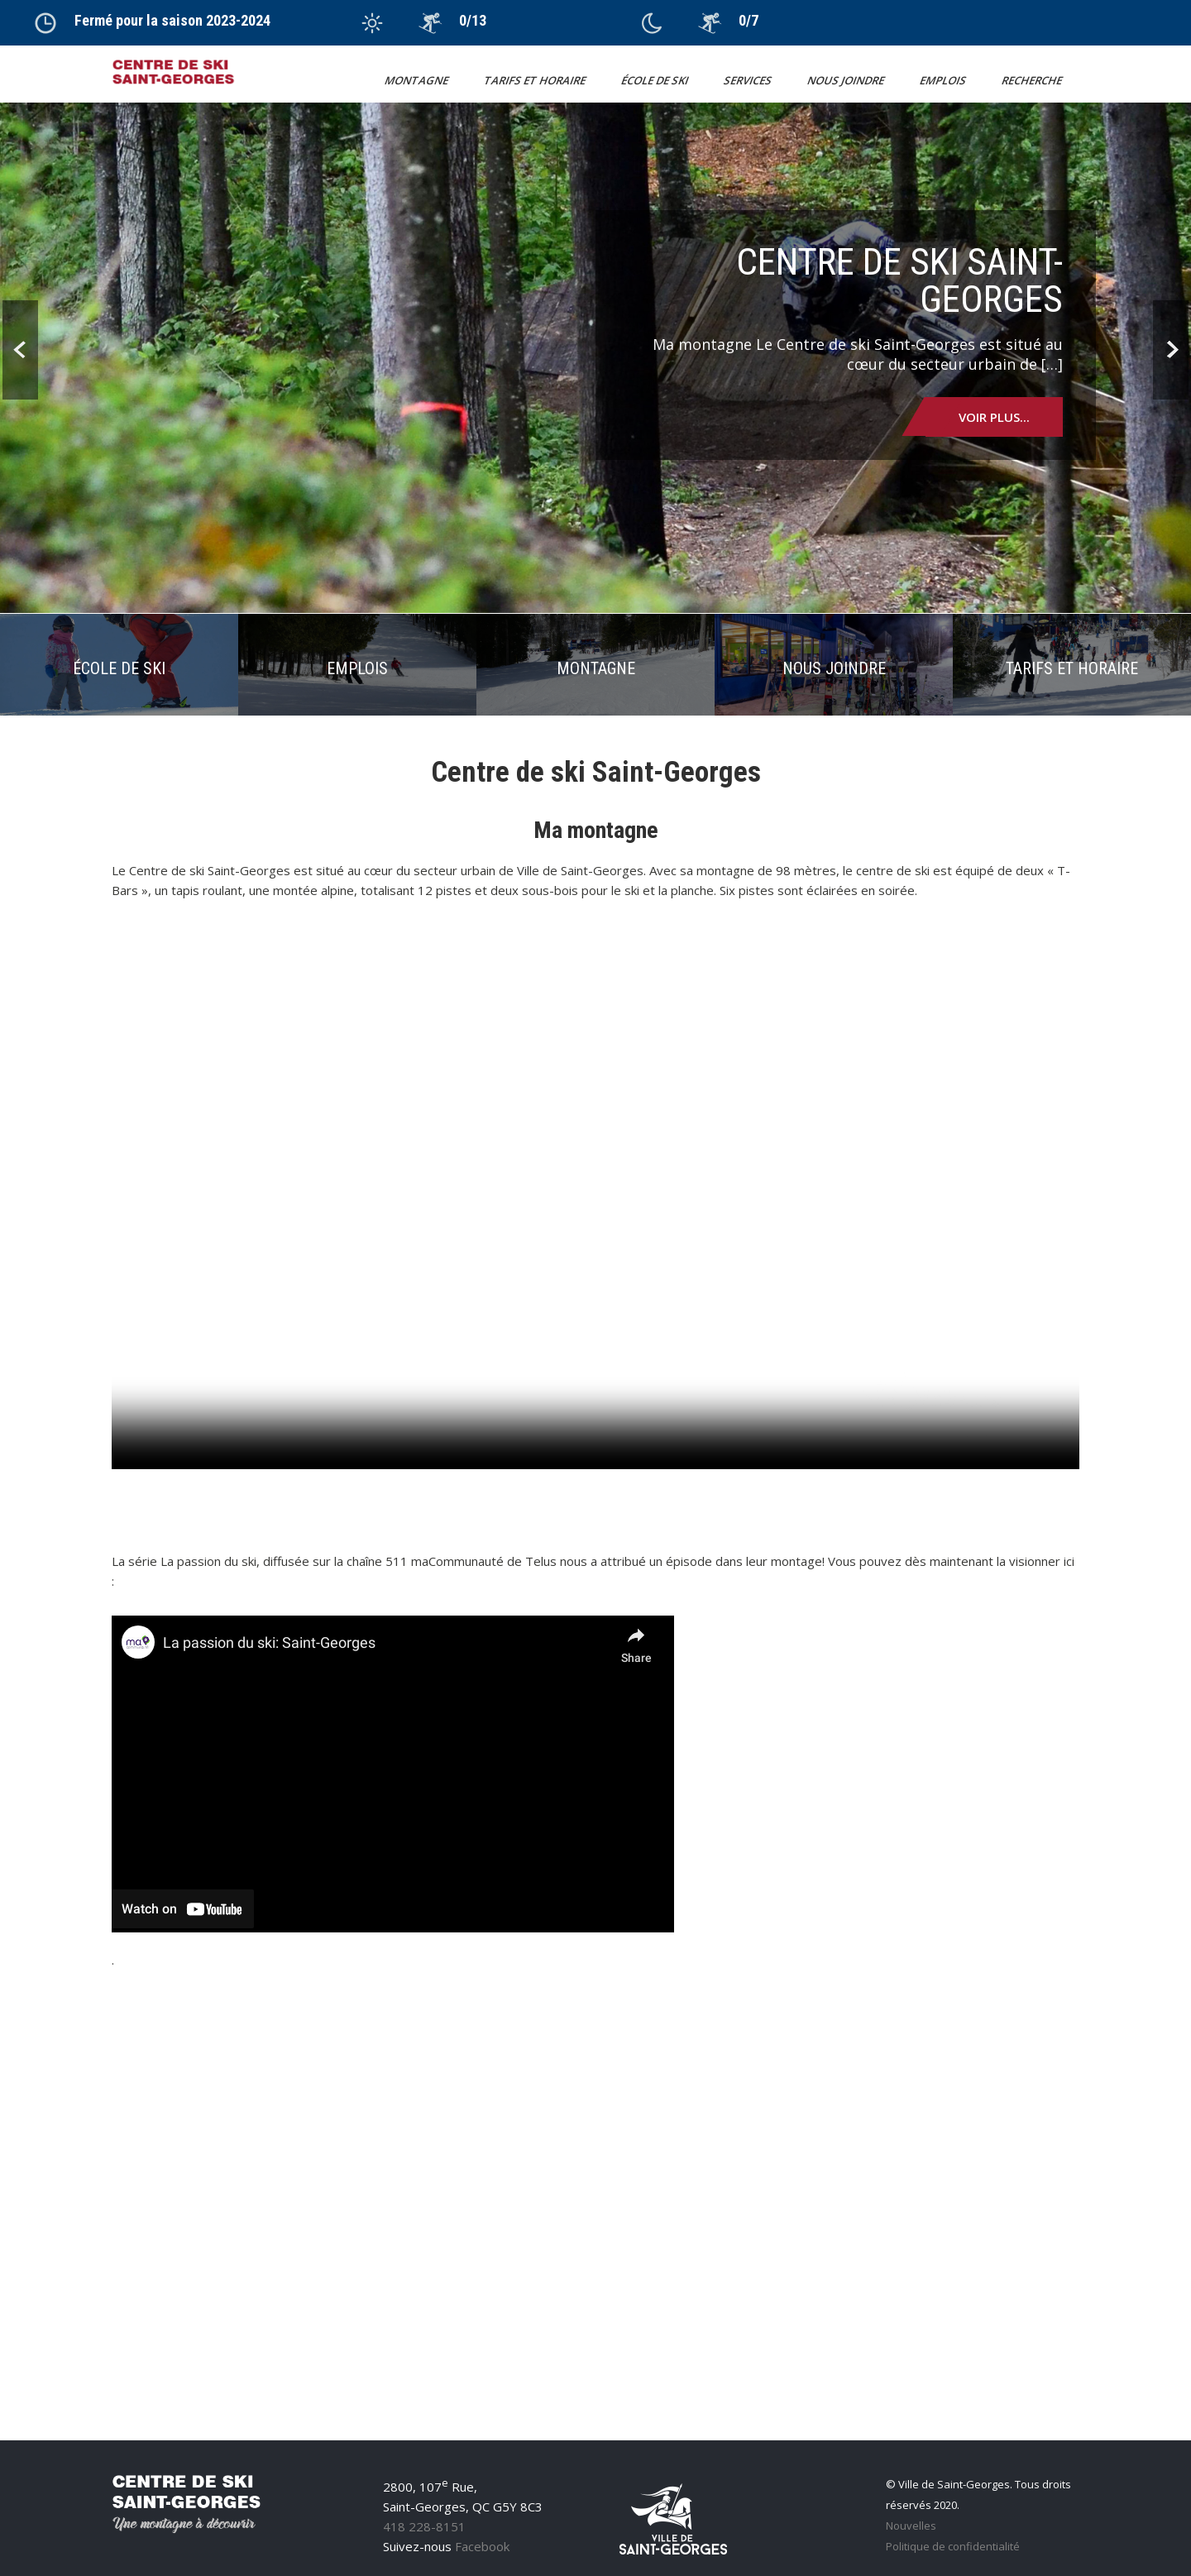 Fermé pour la saison 2023-2024
0/13
0/7
CENTRE DE SKI
SAINT-GEORGES
MONTAGNE
TARIFS ET HORAIRE
ÉCOLE DE SKI
SERVICES
NOUS JOINDRE
EMPLOIS
RECHERCHE
CENTRE DE SKI SAINT-
GEORGES
Ma montagne Le Centre de ski Saint-Georges est situé au
cœur du secteur urbain de […]
VOIR PLUS...
ÉCOLE DE SKI
EMPLOIS
MONTAGNE
NOUS JOINDRE
TARIFS ET HORAIRE
Centre de ski Saint-Georges
Ma montagne
Le Centre de ski Saint-Georges est situé au cœur du secteur urbain de Ville de Saint-Georges. Avec sa montagne de 98 mètres, le centre de ski est équipé de deux « T-
Bars », un tapis roulant, une montée alpine, totalisant 12 pistes et deux sous-bois pour le ski et la planche. Six pistes sont éclairées en soirée.
La série La passion du ski, diffusée sur la chaîne 511 maCommunauté de Telus nous a attribué un épisode dans leur montage! Vous pouvez dès maintenant la visionner ici
:
ma
La passion du ski: Saint-Georges
Share
Watch on YouTube
.
CENTRE DE SKI
SAINT-GEORGES
Une montagne à découvrir
2800, 107e Rue,
Saint-Georges, QC G5Y 8C3
418 228-8151
Suivez-nous Facebook
VILLE DE
SAINT-GEORGES
© Ville de Saint-Georges. Tous droits
réservés 2020.
Nouvelles
Politique de confidentialité